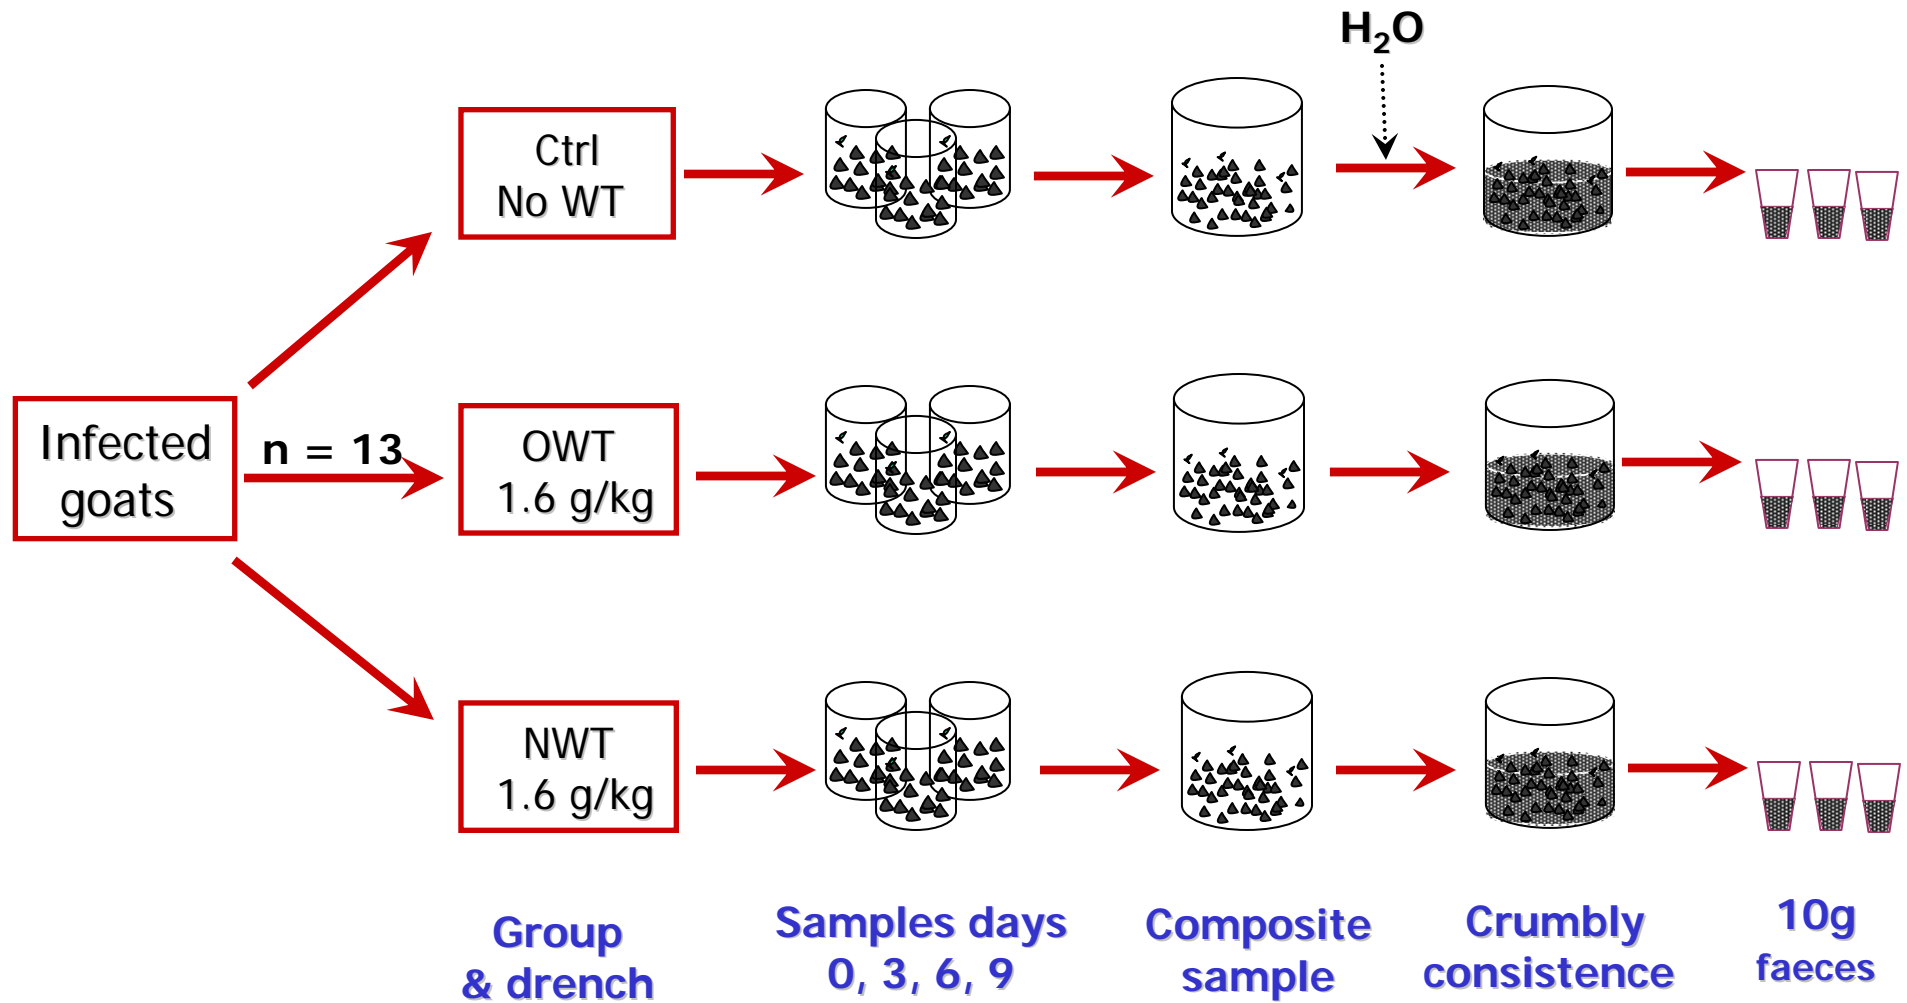 H₂O
Ctrl
No WT
Infected
goats
n = 13
OWT
1.6 g/kg
NWT
1.6 g/kg
Group
& drench
Samples days
0, 3, 6, 9
Composite
sample
Crumbly
consistence
10g
faeces